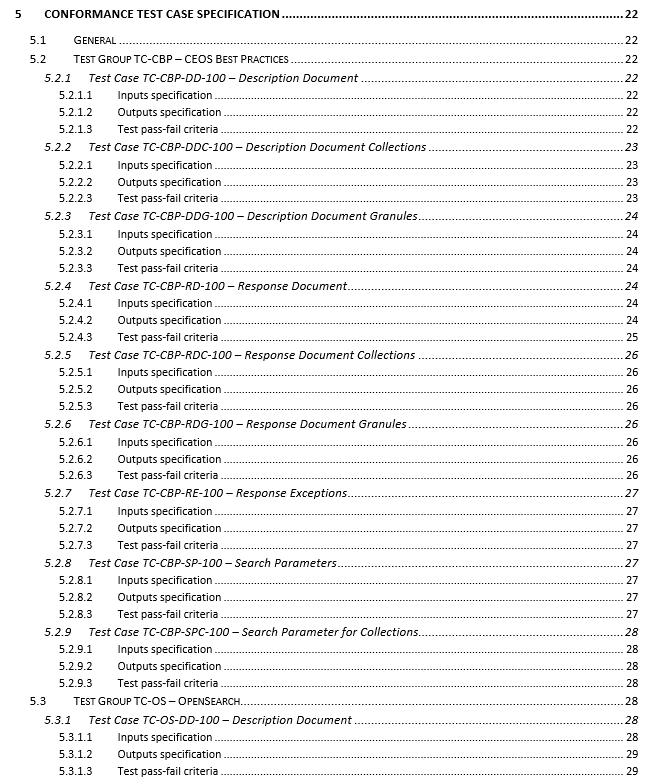 5 CONFORMANCE TEST CASE SPECIFICATION 22
5.1 GENERAL 22
5.2 TEST GROUP TC-CBP – CEOS BEST PRACTICES 22
5.2.1 Test Case TC-CBP-DD-100 – Description Document 22
5.2.1.1 Inputs specification 22
5.2.1.2 Outputs specification 22
5.2.1.3 Test pass-fail criteria 22
5.2.2 Test Case TC-CBP-DDC-100 – Description Document Collections 23
5.2.2.1 Inputs specification 23
5.2.2.2 Outputs specification 23
5.2.2.3 Test pass-fail criteria 23
5.2.3 Test Case TC-CBP-DDG-100 – Description Document Granules 24
5.2.3.1 Inputs specification 24
5.2.3.2 Outputs specification 24
5.2.3.3 Test pass-fail criteria 24
5.2.4 Test Case TC-CBP-RD-100 – Response Document 24
5.2.4.1 Inputs specification 24
5.2.4.2 Outputs specification 24
5.2.4.3 Test pass-fail criteria 25
5.2.5 Test Case TC-CBP-RDC-100 – Response Document Collections 26
5.2.5.1 Inputs specification 26
5.2.5.2 Outputs specification 26
5.2.5.3 Test pass-fail criteria 26
5.2.6 Test Case TC-CBP-RDG-100 – Response Document Granules 26
5.2.6.1 Inputs specification 26
5.2.6.2 Outputs specification 26
5.2.6.3 Test pass-fail criteria 26
5.2.7 Test Case TC-CBP-RE-100 – Response Exceptions 27
5.2.7.1 Inputs specification 27
5.2.7.2 Outputs specification 27
5.2.7.3 Test pass-fail criteria 27
5.2.8 Test Case TC-CBP-SP-100 – Search Parameters 27
5.2.8.1 Inputs specification 27
5.2.8.2 Outputs specification 27
5.2.8.3 Test pass-fail criteria 27
5.2.9 Test Case TC-CBP-SPC-100 – Search Parameter for Collections 28
5.2.9.1 Inputs specification 28
5.2.9.2 Outputs specification 28
5.2.9.3 Test pass-fail criteria 28
5.3 TEST GROUP TC-OS – OPENSEARCH 28
5.3.1 Test Case TC-OS-DD-100 – Description Document 28
5.3.1.1 Inputs specification 28
5.3.1.2 Outputs specification 29
5.3.1.3 Test pass-fail criteria 29